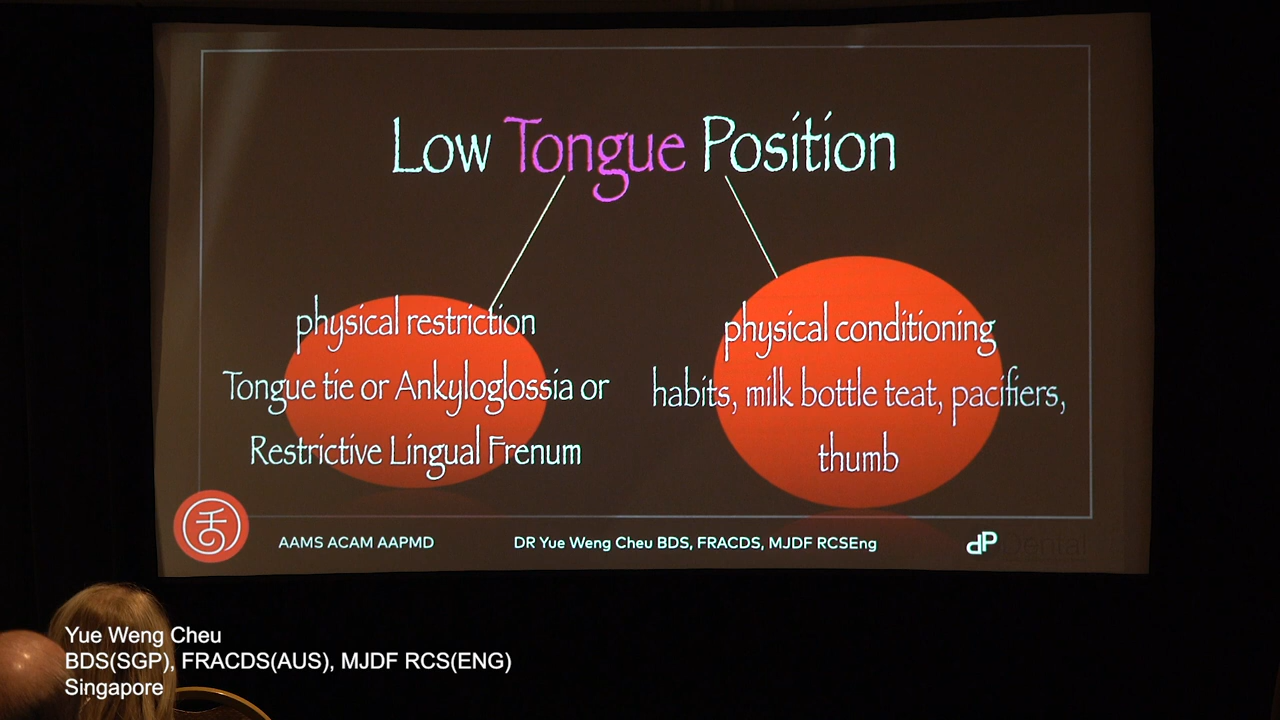 Low Tongue Position
physical restriction
Tongue tie or Ankyloglossia or
Restrictive Lingual Frenum
physical conditioning
habits, milk bottle teat, pacifiers,
thumb
舌
AAMS ACAM AAPMD
DR Yue Weng Cheu BDS, FRACDS, MJDF RCSEng
dP Dental
Yue Weng Cheu
BDS(SGP), FRACDS(AUS), MJDF RCS(ENG)
Singapore